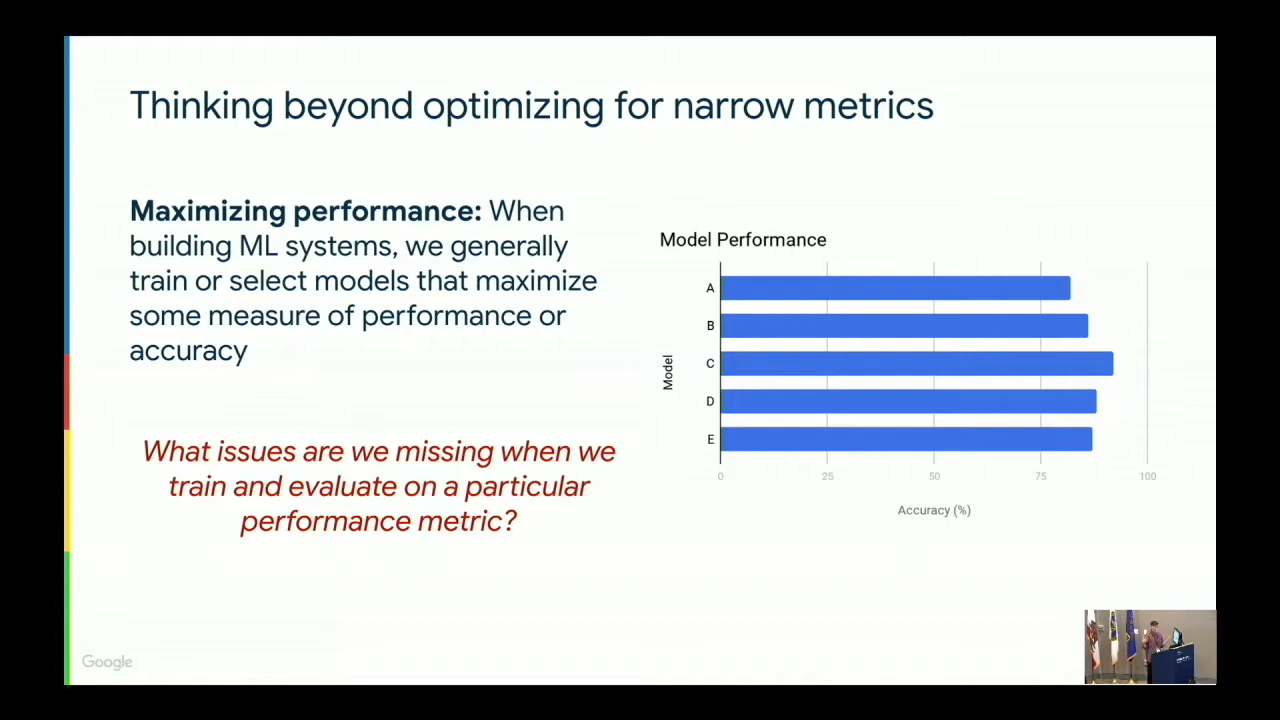 Thinking beyond optimizing for narrow metrics
Maximizing performance: When
building ML systems, we generally
train or select models that maximize
some measure of performance or
accuracy
What issues are we missing when we
train and evaluate on a particular
performance metric?
Model Performance
Model
A
B
C
D
E
0 25 50 75 100
Accuracy (%)
Google